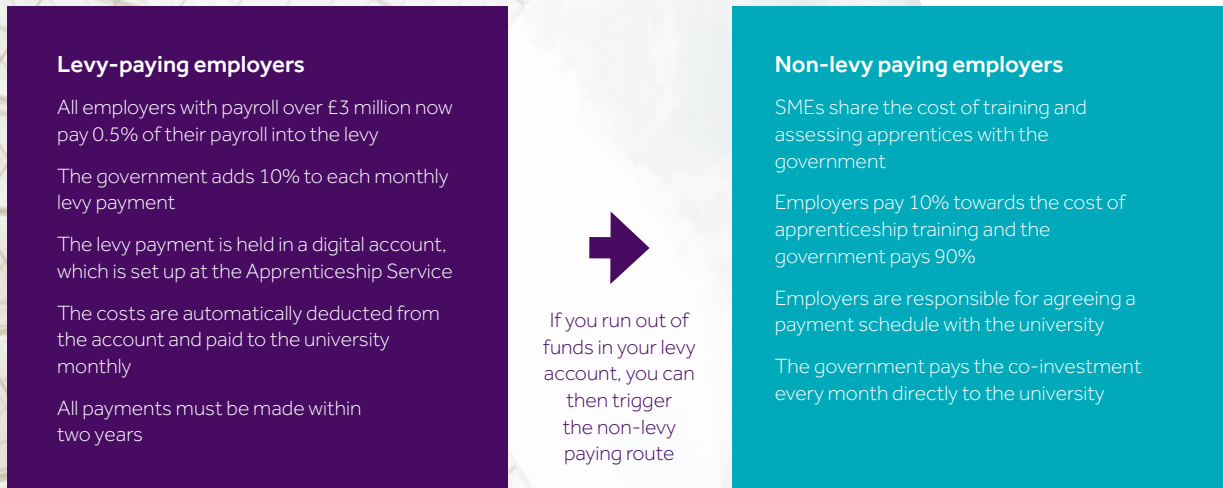 Levy-paying employers
All employers with payroll over £3 million now
pay 0.5% of their payroll into the levy
The government adds 10% to each monthly
levy payment
The levy payment is held in a digital account,
which is set up at the Apprenticeship Service
The costs are automatically deducted from
the account and paid to the university
monthly
All payments must be made within
two years
If you run out of
funds in your levy
account, you can
then trigger
the non-levy
paying route
Non-levy paying employers
SMEs share the cost of training and
assessing apprentices with the
government
Employers pay 10% towards the cost of
apprenticeship training and the
government pays 90%
Employers are responsible for agreeing a
payment schedule with the university
The government pays the co-investment
every month directly to the university